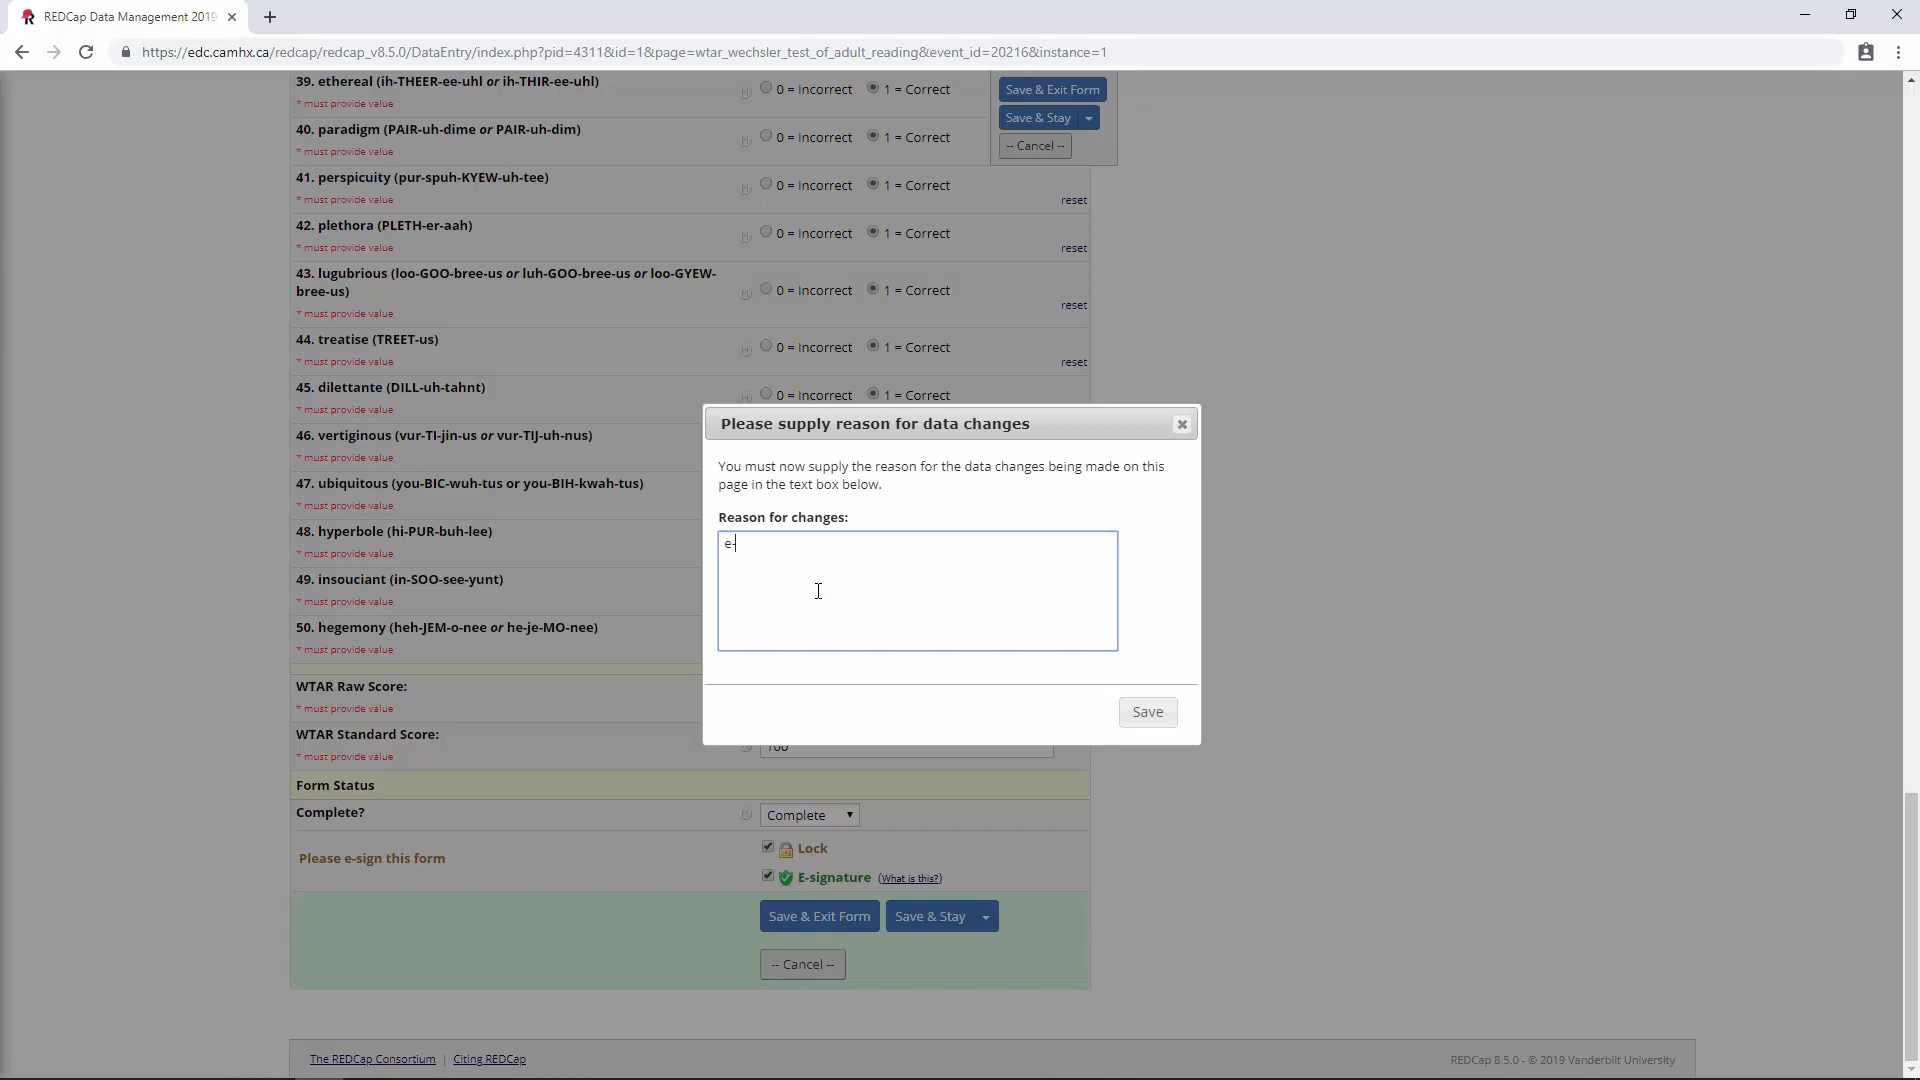 REDCap Data Management 2019
https://edc.camhx.ca/redcap/redcap_v8.5.0/DataEntry/index.php?pid=4311&id=1&page=wtar_wechsler_test_of_adult_reading&event_id=20216&instance=1
39. ethereal (ih-THEER-ee-uhl or ih-THIR-ee-uhl)
* must provide value
0 = Incorrect 1 = Correct
Save & Exit Form
Save & Stay
-- Cancel --
40. paradigm (PAIR-uh-dime or PAIR-uh-dim)
* must provide value
0 = Incorrect 1 = Correct
41. perspicuity (pur-spuh-KYEW-uh-tee)
* must provide value
0 = Incorrect 1 = Correct
reset
42. plethora (PLETH-er-aah)
* must provide value
0 = Incorrect 1 = Correct
reset
43. lugubrious (loo-GOO-bree-us or luh-GOO-bree-us or loo-GYEW-
bree-us)
* must provide value
0 = Incorrect 1 = Correct
reset
44. treatise (TREET-us)
* must provide value
0 = Incorrect 1 = Correct
reset
45. dilettante (DILL-uh-tahnt)
* must provide value
0 = Incorrect 1 = Correct
46. vertiginous (vur-TI-jin-us or vur-TIJ-uh-nus)
* must provide value
47. ubiquitous (you-BIC-wuh-tus or you-BIH-kwah-tus)
* must provide value
48. hyperbole (hi-PUR-buh-lee)
* must provide value
49. insouciant (in-SOO-see-yunt)
* must provide value
50. hegemony (heh-JEM-o-nee or he-je-MO-nee)
* must provide value
Please supply reason for data changes
You must now supply the reason for the data changes being made on this
page in the text box below.
Reason for changes:
e-
Save
WTAR Raw Score:
* must provide value
WTAR Standard Score:
* must provide value
100
Form Status
Complete?
Complete
Please e-sign this form
Lock
E-signature (What is this?)
Save & Exit Form Save & Stay
-- Cancel --
The REDCap Consortium | Citing REDCap
REDCap 8.5.0 - © 2019 Vanderbilt University